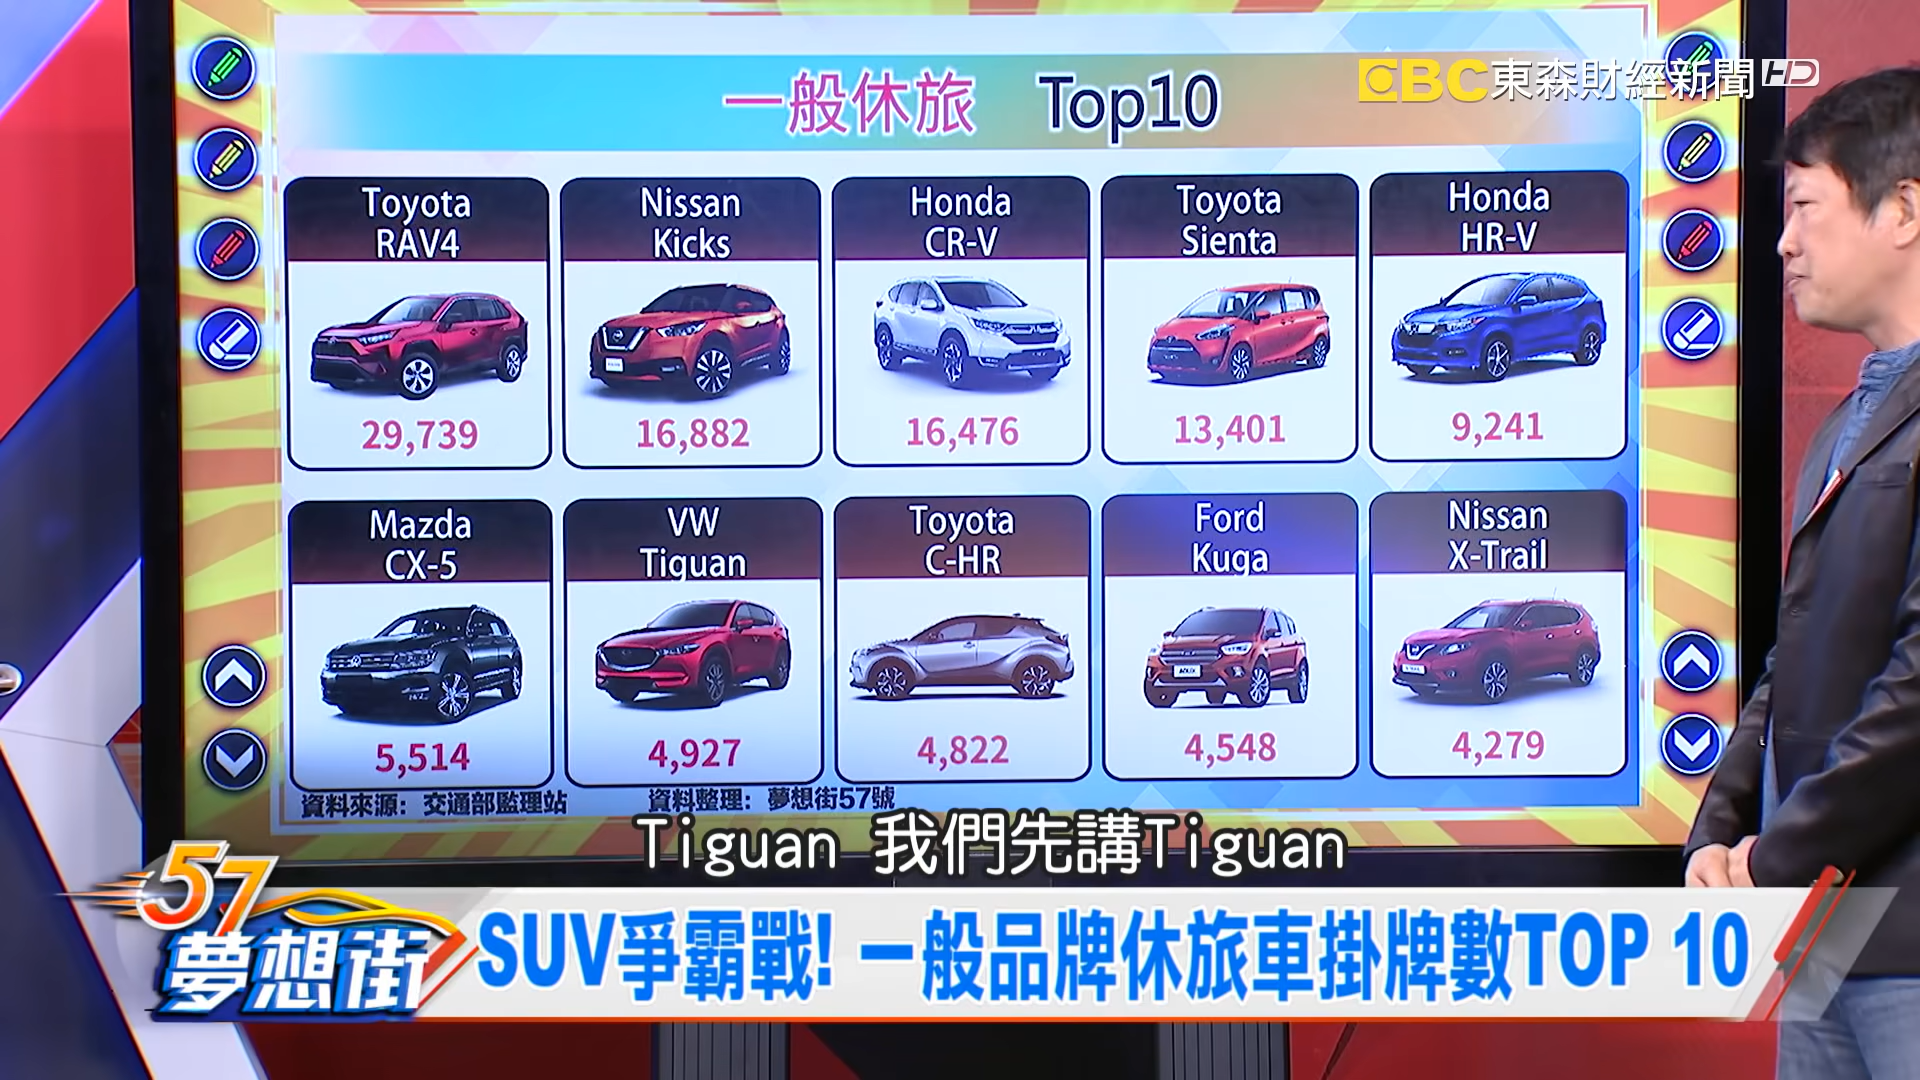 EBC東森財經新聞HD
一般休旅 Top10
Toyota
RAV4
29,739
Nissan
Kicks
16,882
Honda
CR-V
16,476
Toyota
Sienta
13,401
Honda
HR-V
9,241
Mazda
CX-5
5,514
VW
Tiguan
4,927
Toyota
C-HR
4,822
Ford
Kuga
4,548
Nissan
X-Trail
4,279
資料來源：交通部監理站
資料整理：夢想街57號
Tiguan 我們先講Tiguan
57
夢想街
SUV爭霸戰! 一般品牌休旅車掛牌數TOP 10